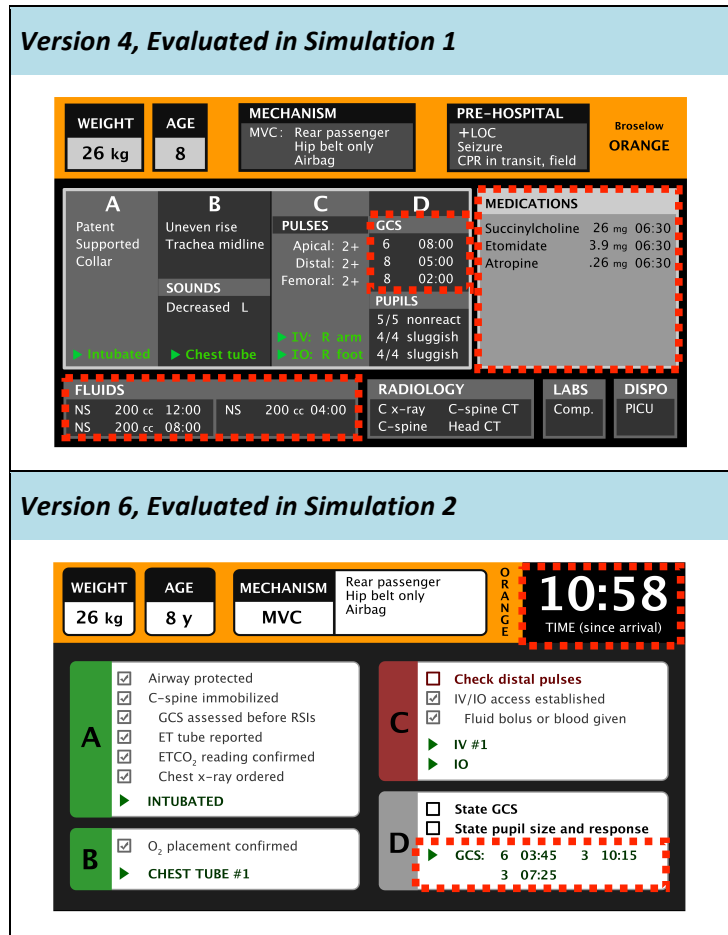 Version 4, Evaluated in Simulation 1
WEIGHT
26 kg
AGE
8
MECHANISM
MVC: Rear passenger
Hip belt only
Airbag
PRE-HOSPITAL
+LOC
Seizure
CPR in transit, field
Broselow
ORANGE
A
Patent
Supported
Collar
▶ Intubated
B
Uneven rise
Trachea midline
SOUNDS
Decreased L
▶ Chest tube
C
PULSES
Apical: 2+
Distal: 2+
Femoral: 2+
▶ IV: R arm
▶ IO: R foot
D
GCS
6 08:00
8 05:00
8 02:00
PUPILS
5/5 nonreact
4/4 sluggish
4/4 sluggish
MEDICATIONS
Succinylcholine 26 mg 06:30
Etomidate 3.9 mg 06:30
Atropine .26 mg 06:30
FLUIDS
NS 200 cc 12:00 NS 200 cc 04:00
NS 200 cc 08:00
RADIOLOGY
C x-ray C-spine CT
C-spine Head CT
LABS
Comp.
DISPO
PICU
Version 6, Evaluated in Simulation 2
WEIGHT
26 kg
AGE
8 y
MECHANISM
MVC
Rear passenger
Hip belt only
Airbag
ORANGE
10:58
TIME (since arrival)
A
Airway protected
C-spine immobilized
GCS assessed before RSIs
ET tube reported
ETCO₂ reading confirmed
Chest x-ray ordered
▶ INTUBATED
B
O₂ placement confirmed
▶ CHEST TUBE #1
C
Check distal pulses
IV/IO access established
Fluid bolus or blood given
▶ IV #1
▶ IO
D
State GCS
State pupil size and response
▶ GCS: 6 03:45 3 10:15
3 07:25